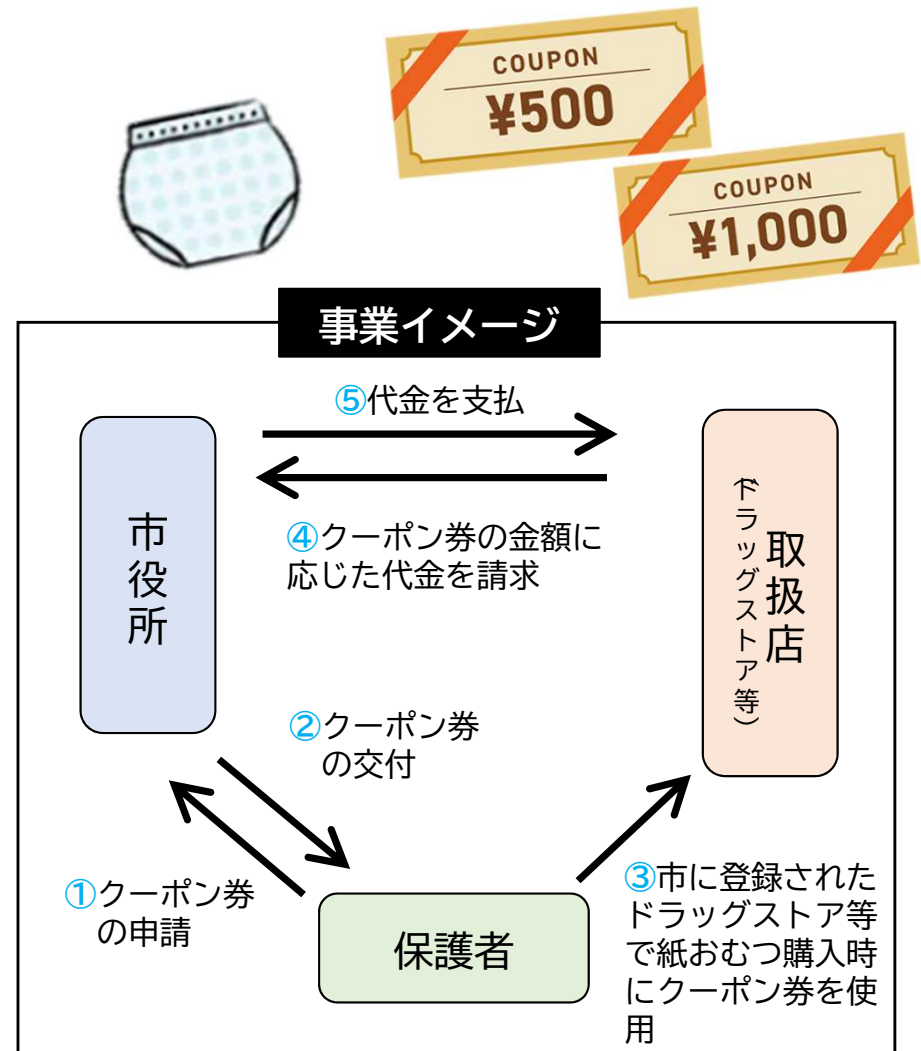 COUPON
¥500
COUPON
¥1,000
事業イメージ
⑤代金を支払
市役所
④クーポン券の金額に
応じた代金を請求
取扱店
(ドラッグストア等)
②クーポン券
の交付
①クーポン券
の申請
保護者
③市に登録された
ドラッグストア等
で紙おむつ購入時
にクーポン券を使
用